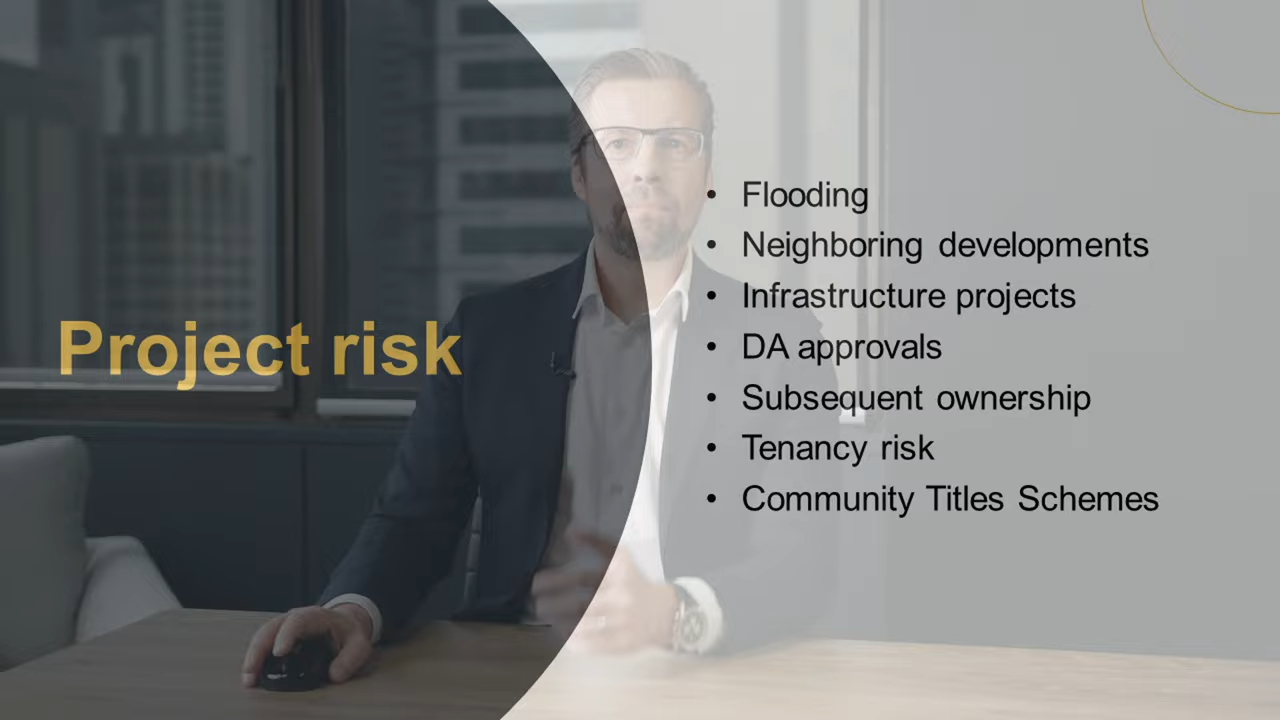 Project risk
• Flooding
• Neighboring developments
• Infrastructure projects
• DA approvals
• Subsequent ownership
• Tenancy risk
• Community Titles Schemes